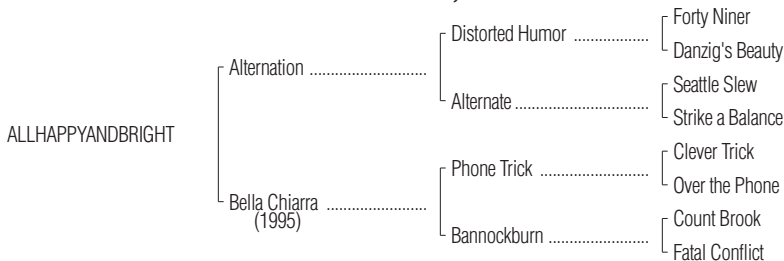 Forty Niner
Distorted Humor ..................
Danzig's Beauty
Alternation ............................
Seattle Slew
Alternate ................................
Strike a Balance
ALLHAPPYANDBRIGHT
Clever Trick
Phone Trick ..........................
Over the Phone
Bella Chiarra ........................
(1995)
Count Brook
Bannockburn ........................
Fatal Conflict